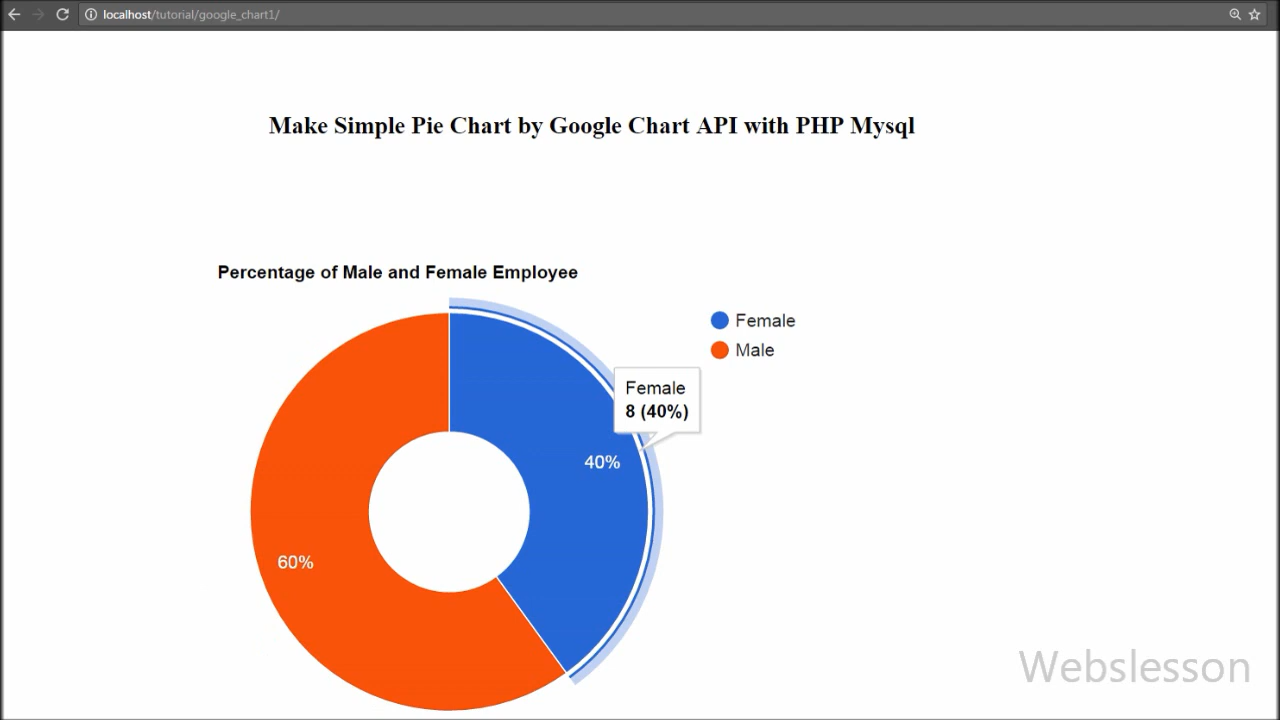 localhost/tutorial/google_chart1/
Make Simple Pie Chart by Google Chart API with PHP Mysql
Percentage of Male and Female Employee
Female
Male
Female
8 (40%)
40%
60%
Webslesson